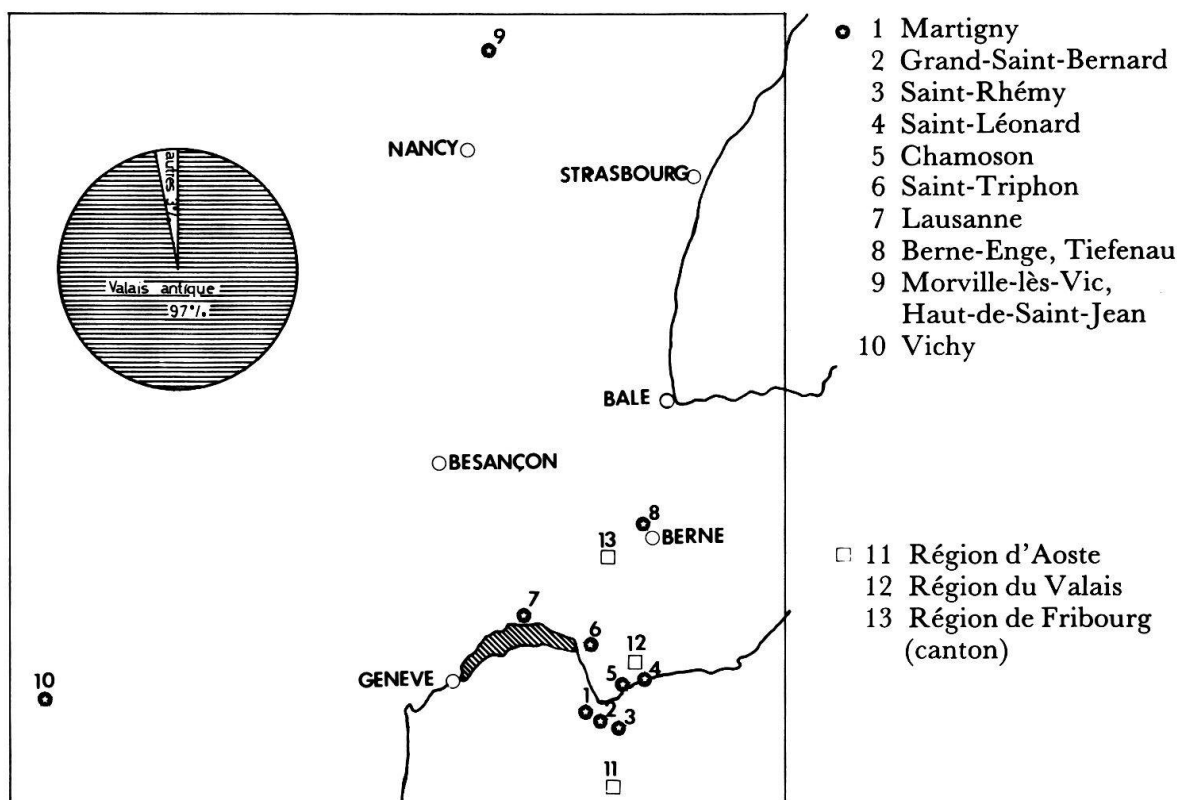 9
NANCY
STRASBOURG
autres 3%
Valais antique
97%
BALE
BESANÇON
8
BERNE
13
7
6
12
5
4
GENEVE
10
1
2
3
11
1 Martigny
2 Grand-Saint-Bernard
3 Saint-Rhémy
4 Saint-Léonard
5 Chamoson
6 Saint-Triphon
7 Lausanne
8 Berne-Enge, Tiefenau
9 Morville-lès-Vic,
Haut-de-Saint-Jean
10 Vichy
11 Région d'Aoste
12 Région du Valais
13 Région de Fribourg
(canton)